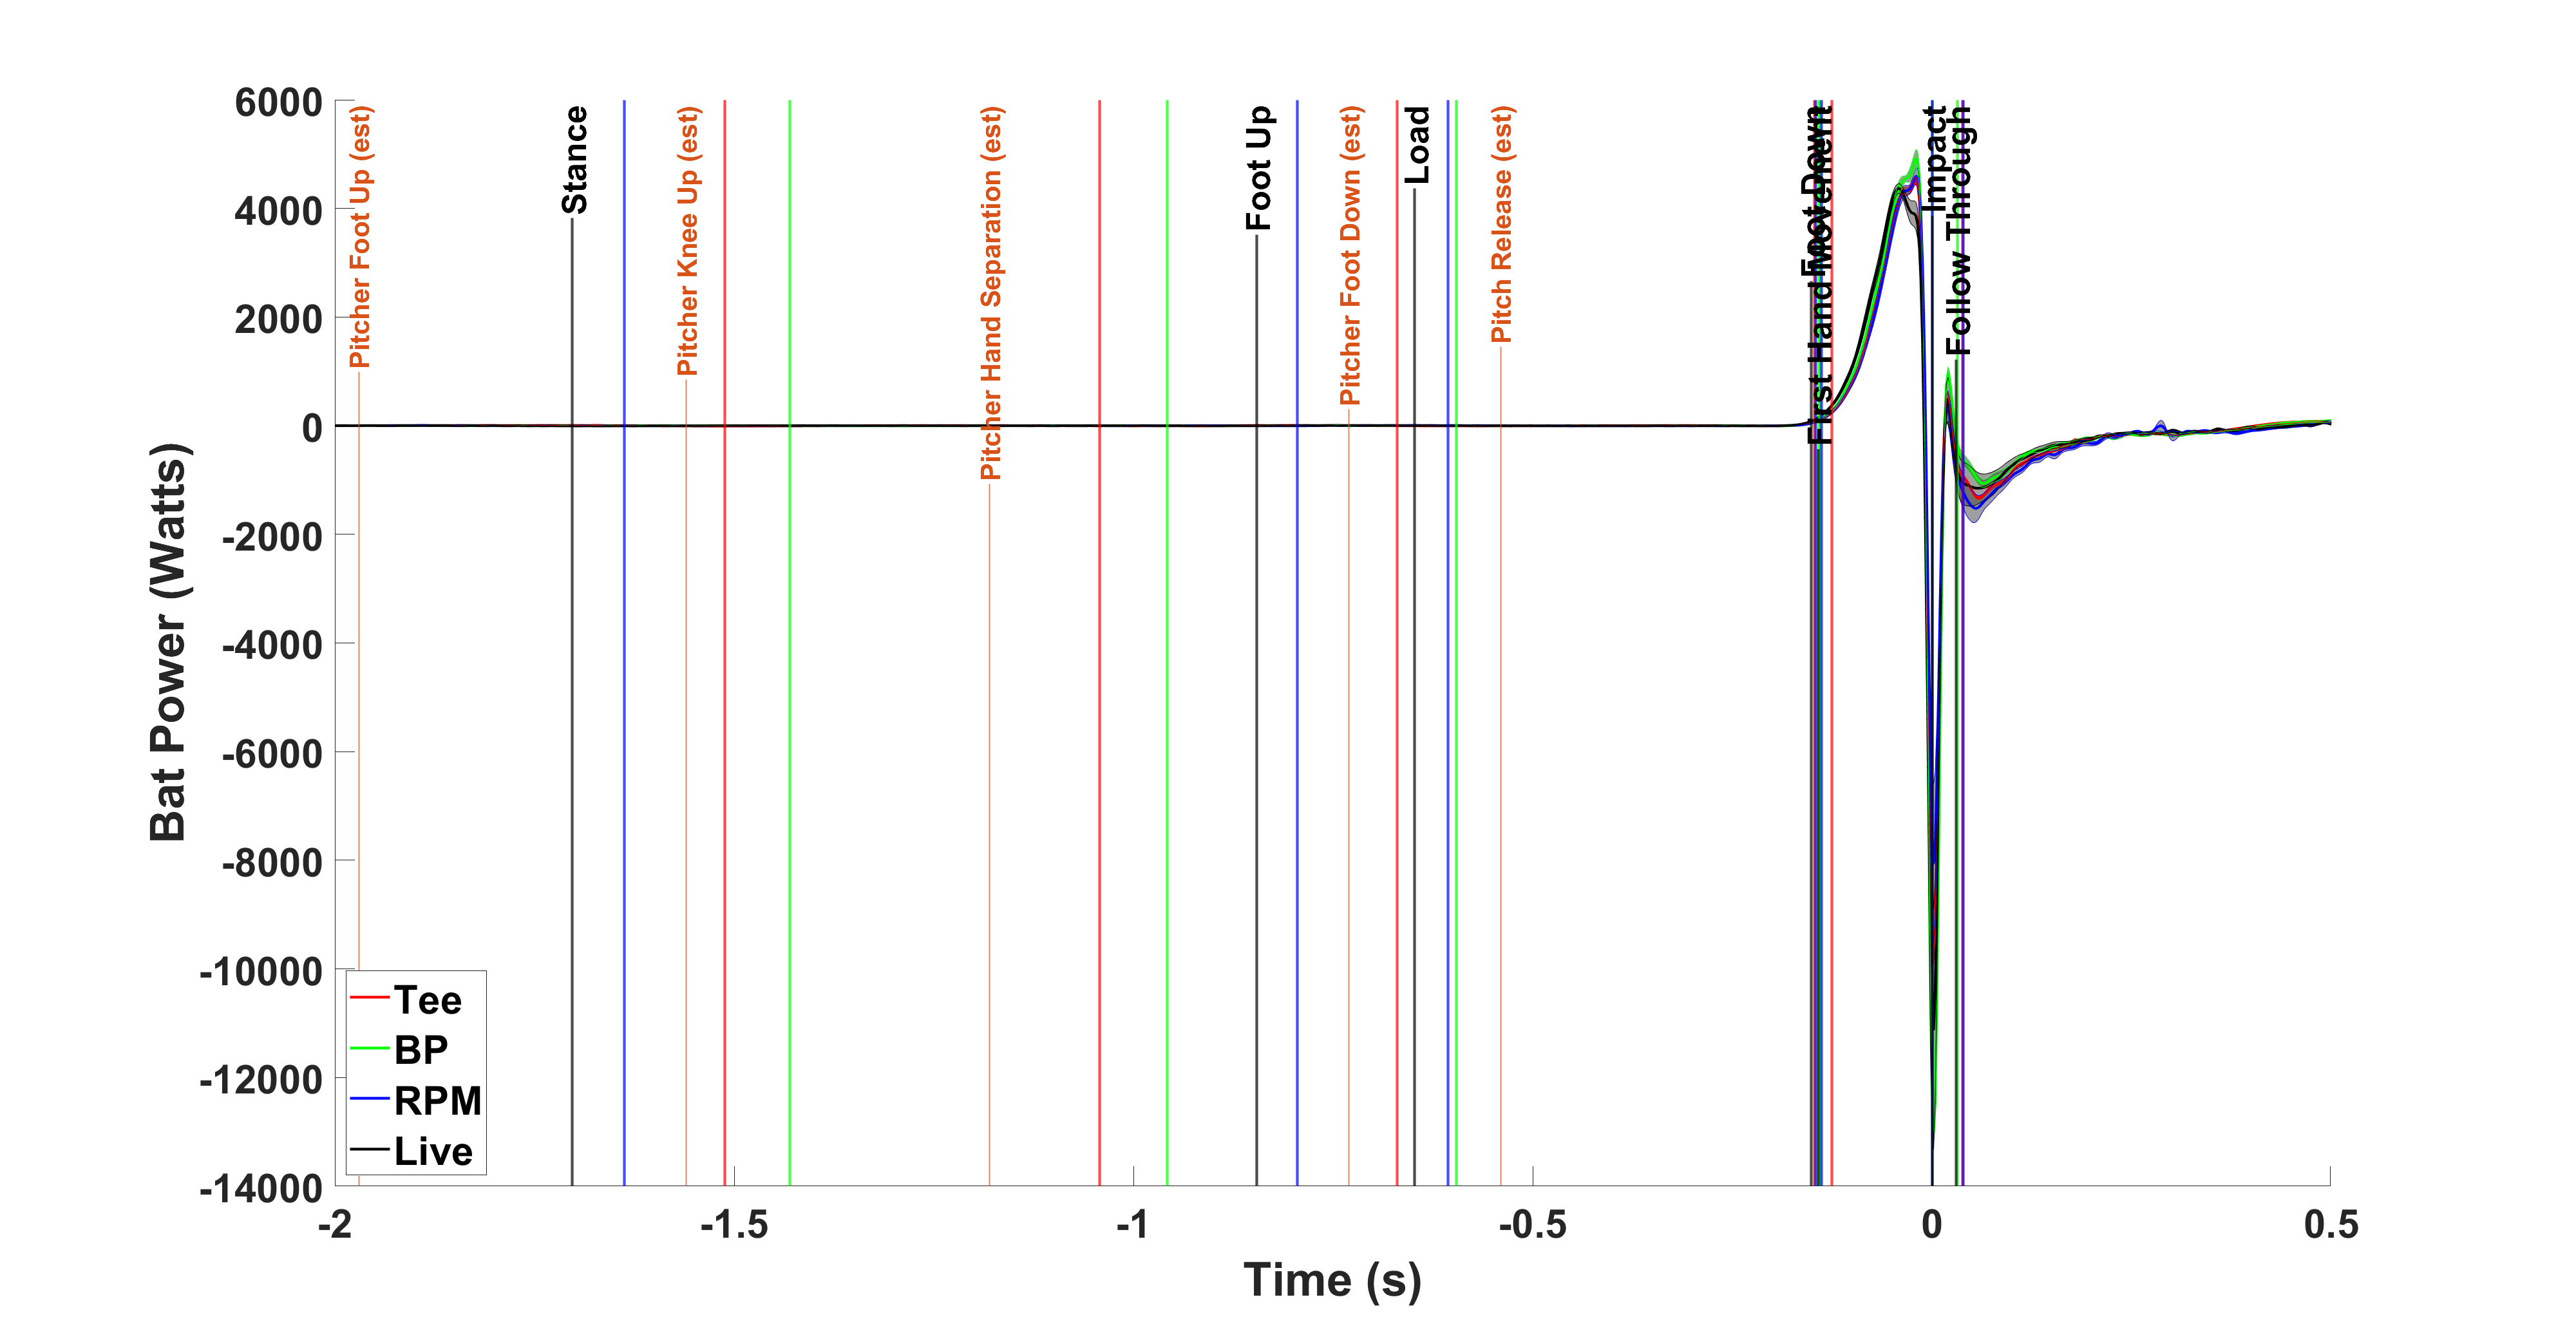 6000
4000
2000
0
-2000
-4000
-6000
-8000
-10000
-12000
-14000
Bat Power (Watts)
Pitcher Foot Up (est)
Stance
Pitcher Knee Up (est)
Pitcher Hand Separation (est)
Foot Up
Pitcher Foot Down (est)
Load
Pitch Release (est)
Foot Down
First Hand Movement
Impact
Follow Through
Tee
BP
RPM
Live
-2
-1.5
-1
-0.5
0
0.5
Time (s)